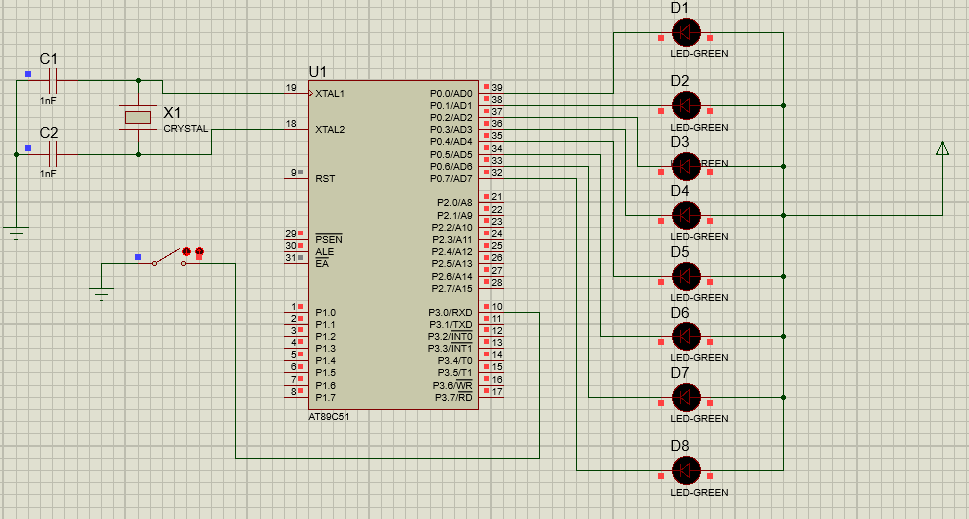 C1
1nF
C2
1nF
X1
CRYSTAL
U1
19
XTAL1
18
XTAL2
9
RST
29
PSEN
30
ALE
31
EA
1
P1.0
2
P1.1
3
P1.2
4
P1.3
5
P1.4
6
P1.5
7
P1.6
8
P1.7
P0.0/AD0
39
P0.1/AD1
38
P0.2/AD2
37
P0.3/AD3
36
P0.4/AD4
35
P0.5/AD5
34
P0.6/AD6
33
P0.7/AD7
32
P2.0/A8
21
P2.1/A9
22
P2.2/A10
23
P2.3/A11
24
P2.4/A12
25
P2.5/A13
26
P2.6/A14
27
P2.7/A15
28
P3.0/RXD
10
P3.1/TXD
11
P3.2/INT0
12
P3.3/INT1
13
P3.4/T0
14
P3.5/T1
15
P3.6/WR
16
P3.7/RD
17
AT89C51
D1
LED-GREEN
D2
LED-GREEN
D3
LED-GREEN
D4
LED-GREEN
D5
LED-GREEN
D6
LED-GREEN
D7
LED-GREEN
D8
LED-GREEN